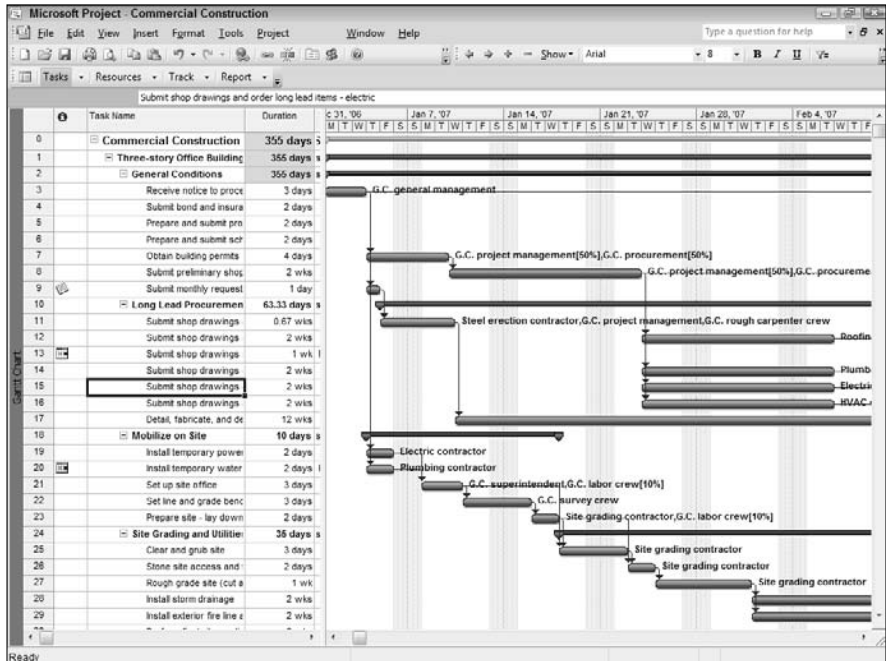 Microsoft Project - Commercial Construction
File Edit View Insert Format Tools Project Window Help
Type a question for help
Show Arial 8 B I U
Tasks Resources Track Report
Submit shop drawings and order long lead items - electric
Task Name Duration
c 31, '06 Jan 7, '07 Jan 14, '07 Jan 21, '07 Jan 28, '07 Feb 4, '07
M T W T F S S M T W T F S S M T W T F S S M T W T F S S M T W T F S S M T W T F
0 Commercial Construction 355 days
1 Three-story Office Building 355 days
2 General Conditions 355 days
3 Receive notice to proce 3 days G.C. general management
4 Submit bond and insura 2 days
5 Prepare and submit pro 2 days
6 Prepare and submit sch 2 days
7 Obtain building permits 4 days G.C. project management[50%],G.C. procurement[50%]
8 Submit preliminary shop 2 wks G.C. project management[50%],G.C. procureme
9 Submit monthly request 1 day
10 Long Lead Procuremen 63.33 days
11 Submit shop drawings 0.67 wks Steel erection contractor,G.C. project management,G.C. rough carpenter crew
12 Submit shop drawings 2 wks Roofin
13 Submit shop drawings 1 wk
14 Submit shop drawings 2 wks Plumb
15 Submit shop drawings 2 wks Electri
16 Submit shop drawings 2 wks HVAC
17 Detail, fabricate, and de 12 wks
18 Mobilize on Site 10 days
19 Install temporary power 2 days Electric contractor
20 Install temporary water 2 days Plumbing contractor
21 Set up site office 3 days G.C. superintendent,G.C. labor crew[10%]
22 Set line and grade benc 3 days G.C. survey crew
23 Prepare site - lay down 2 days Site grading contractor,G.C. labor crew[10%]
24 Site Grading and Utilities 35 days
25 Clear and grub site 3 days Site grading contractor
26 Stone site access and 2 days Site grading contractor
27 Rough grade site (cut a 1 wk Site grading contractor
28 Install storm drainage 2 wks
29 Install exterior fire line a 2 wks
Gantt Chart
Ready